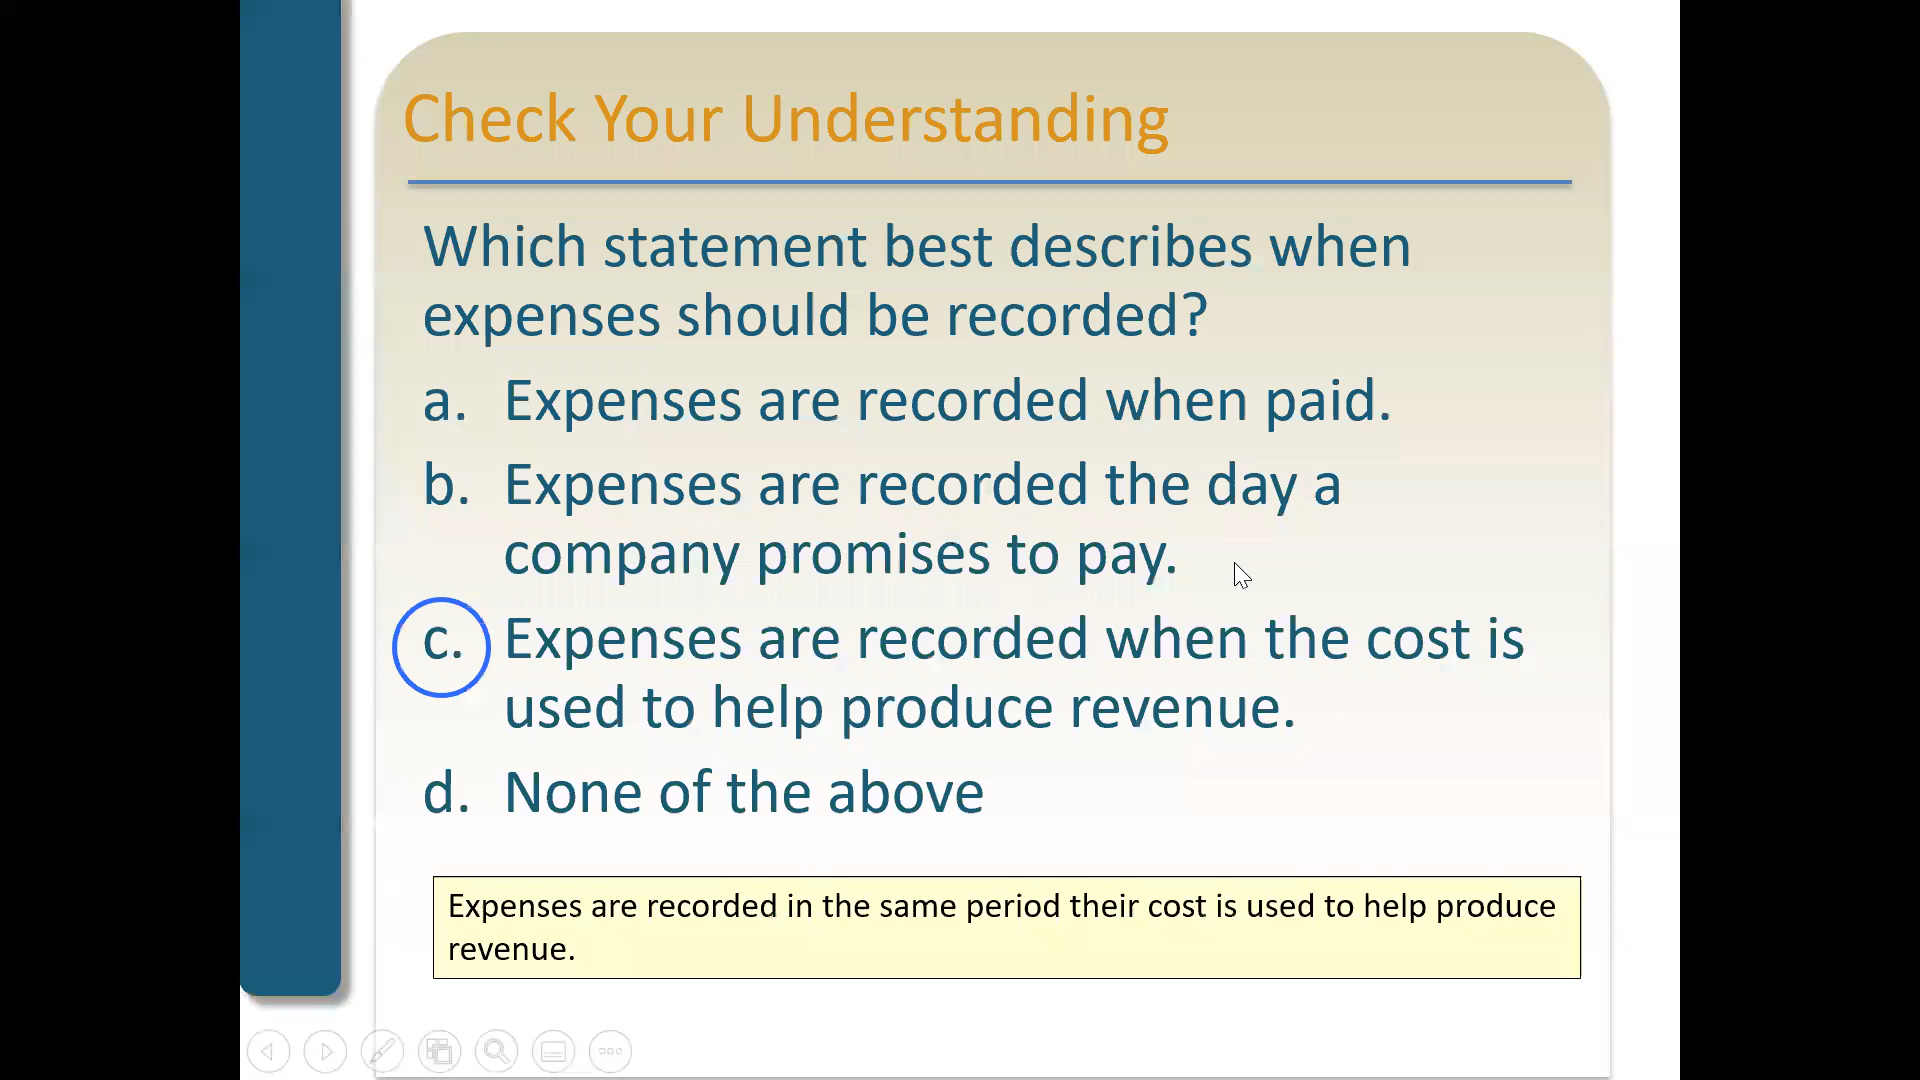 Check Your Understanding
Which statement best describes when
expenses should be recorded?
a. Expenses are recorded when paid.
b. Expenses are recorded the day a
company promises to pay.
c. Expenses are recorded when the cost is
used to help produce revenue.
d. None of the above
Expenses are recorded in the same period their cost is used to help produce
revenue.